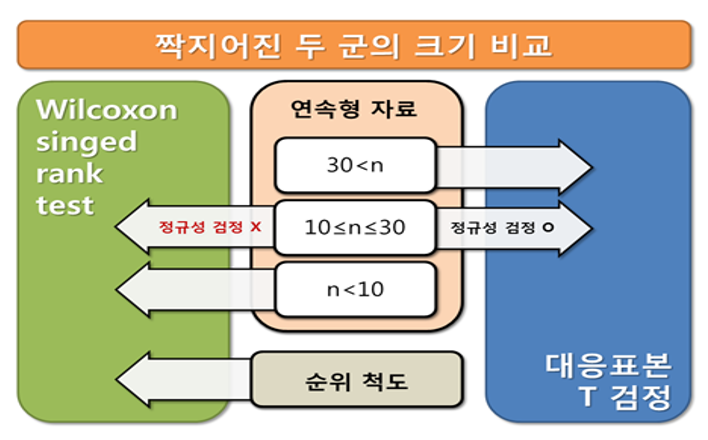 짝지어진 두 군의 크기 비교
Wilcoxon
singed
rank
test
연속형 자료
30<n
정규성 검정 X
10≤n≤30
정규성 검정 O
n<10
순위 척도
대응표본
T 검정